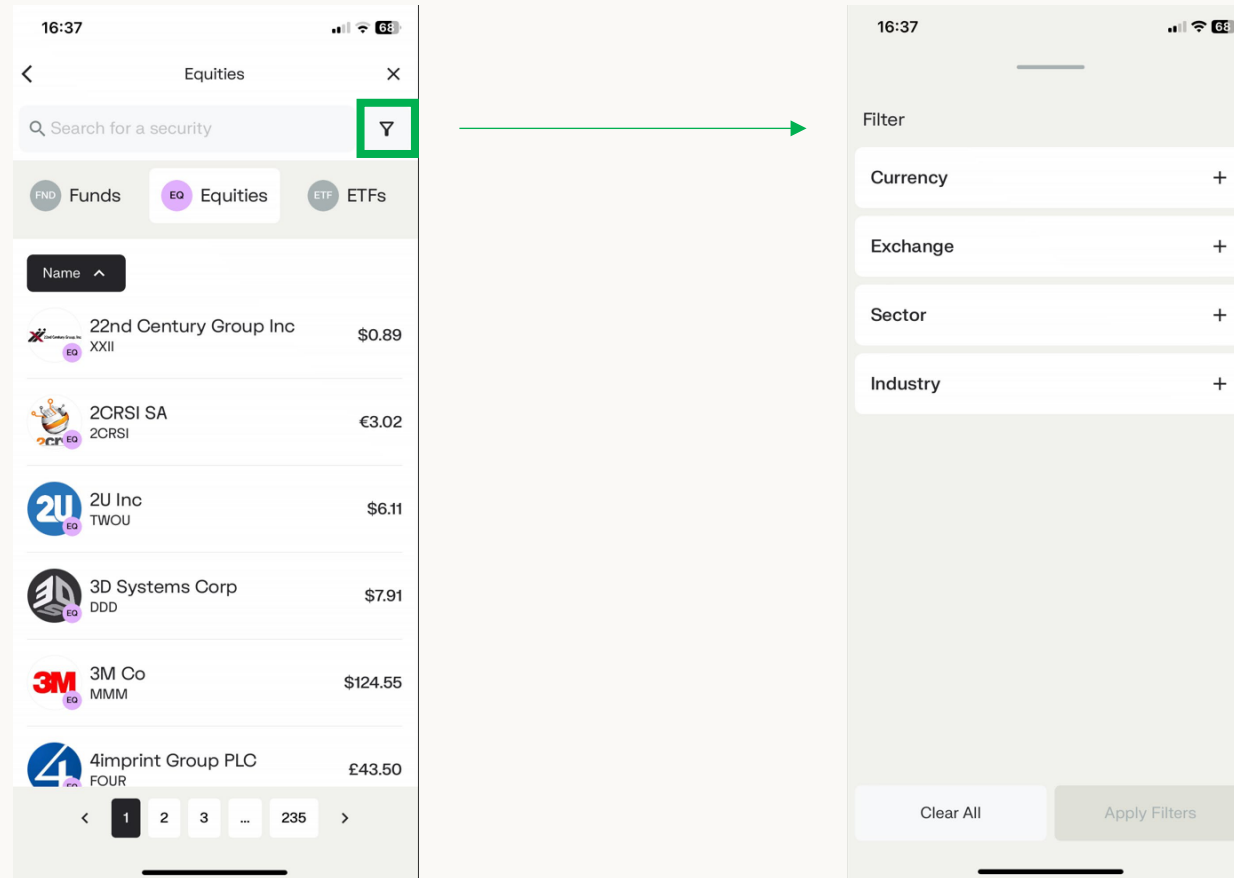 16:37
68
Equities
Search for a security
FND Funds
EQ Equities
ETF ETFs
Name
22nd Century Group Inc
$0.89
XXII
EQ
2CRSI SA
€3.02
2CRSI
EQ
2U
2U Inc
$6.11
TWOU
EQ
3D Systems Corp
$7.91
DDD
EQ
3M
3M Co
$124.55
MMM
EQ
4
4imprint Group PLC
£43.50
FOUR
1 2 3 ... 235
16:37
68
Filter
Currency
Exchange
Sector
Industry
Clear All
Apply Filters